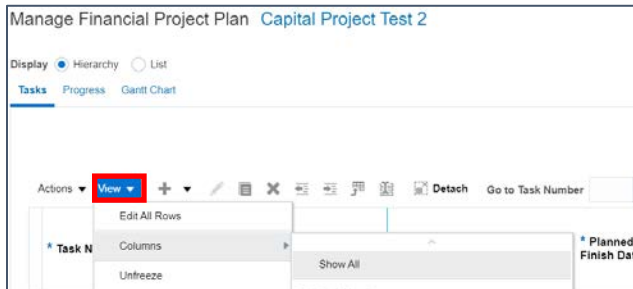 Manage Financial Project Plan Capital Project Test 2
Display Hierarchy List
Tasks Progress Gantt Chart
Actions View Detach Go to Task Number
Edit All Rows
* Task N Columns * Planned
Finish Dat
Show All
Unfreeze